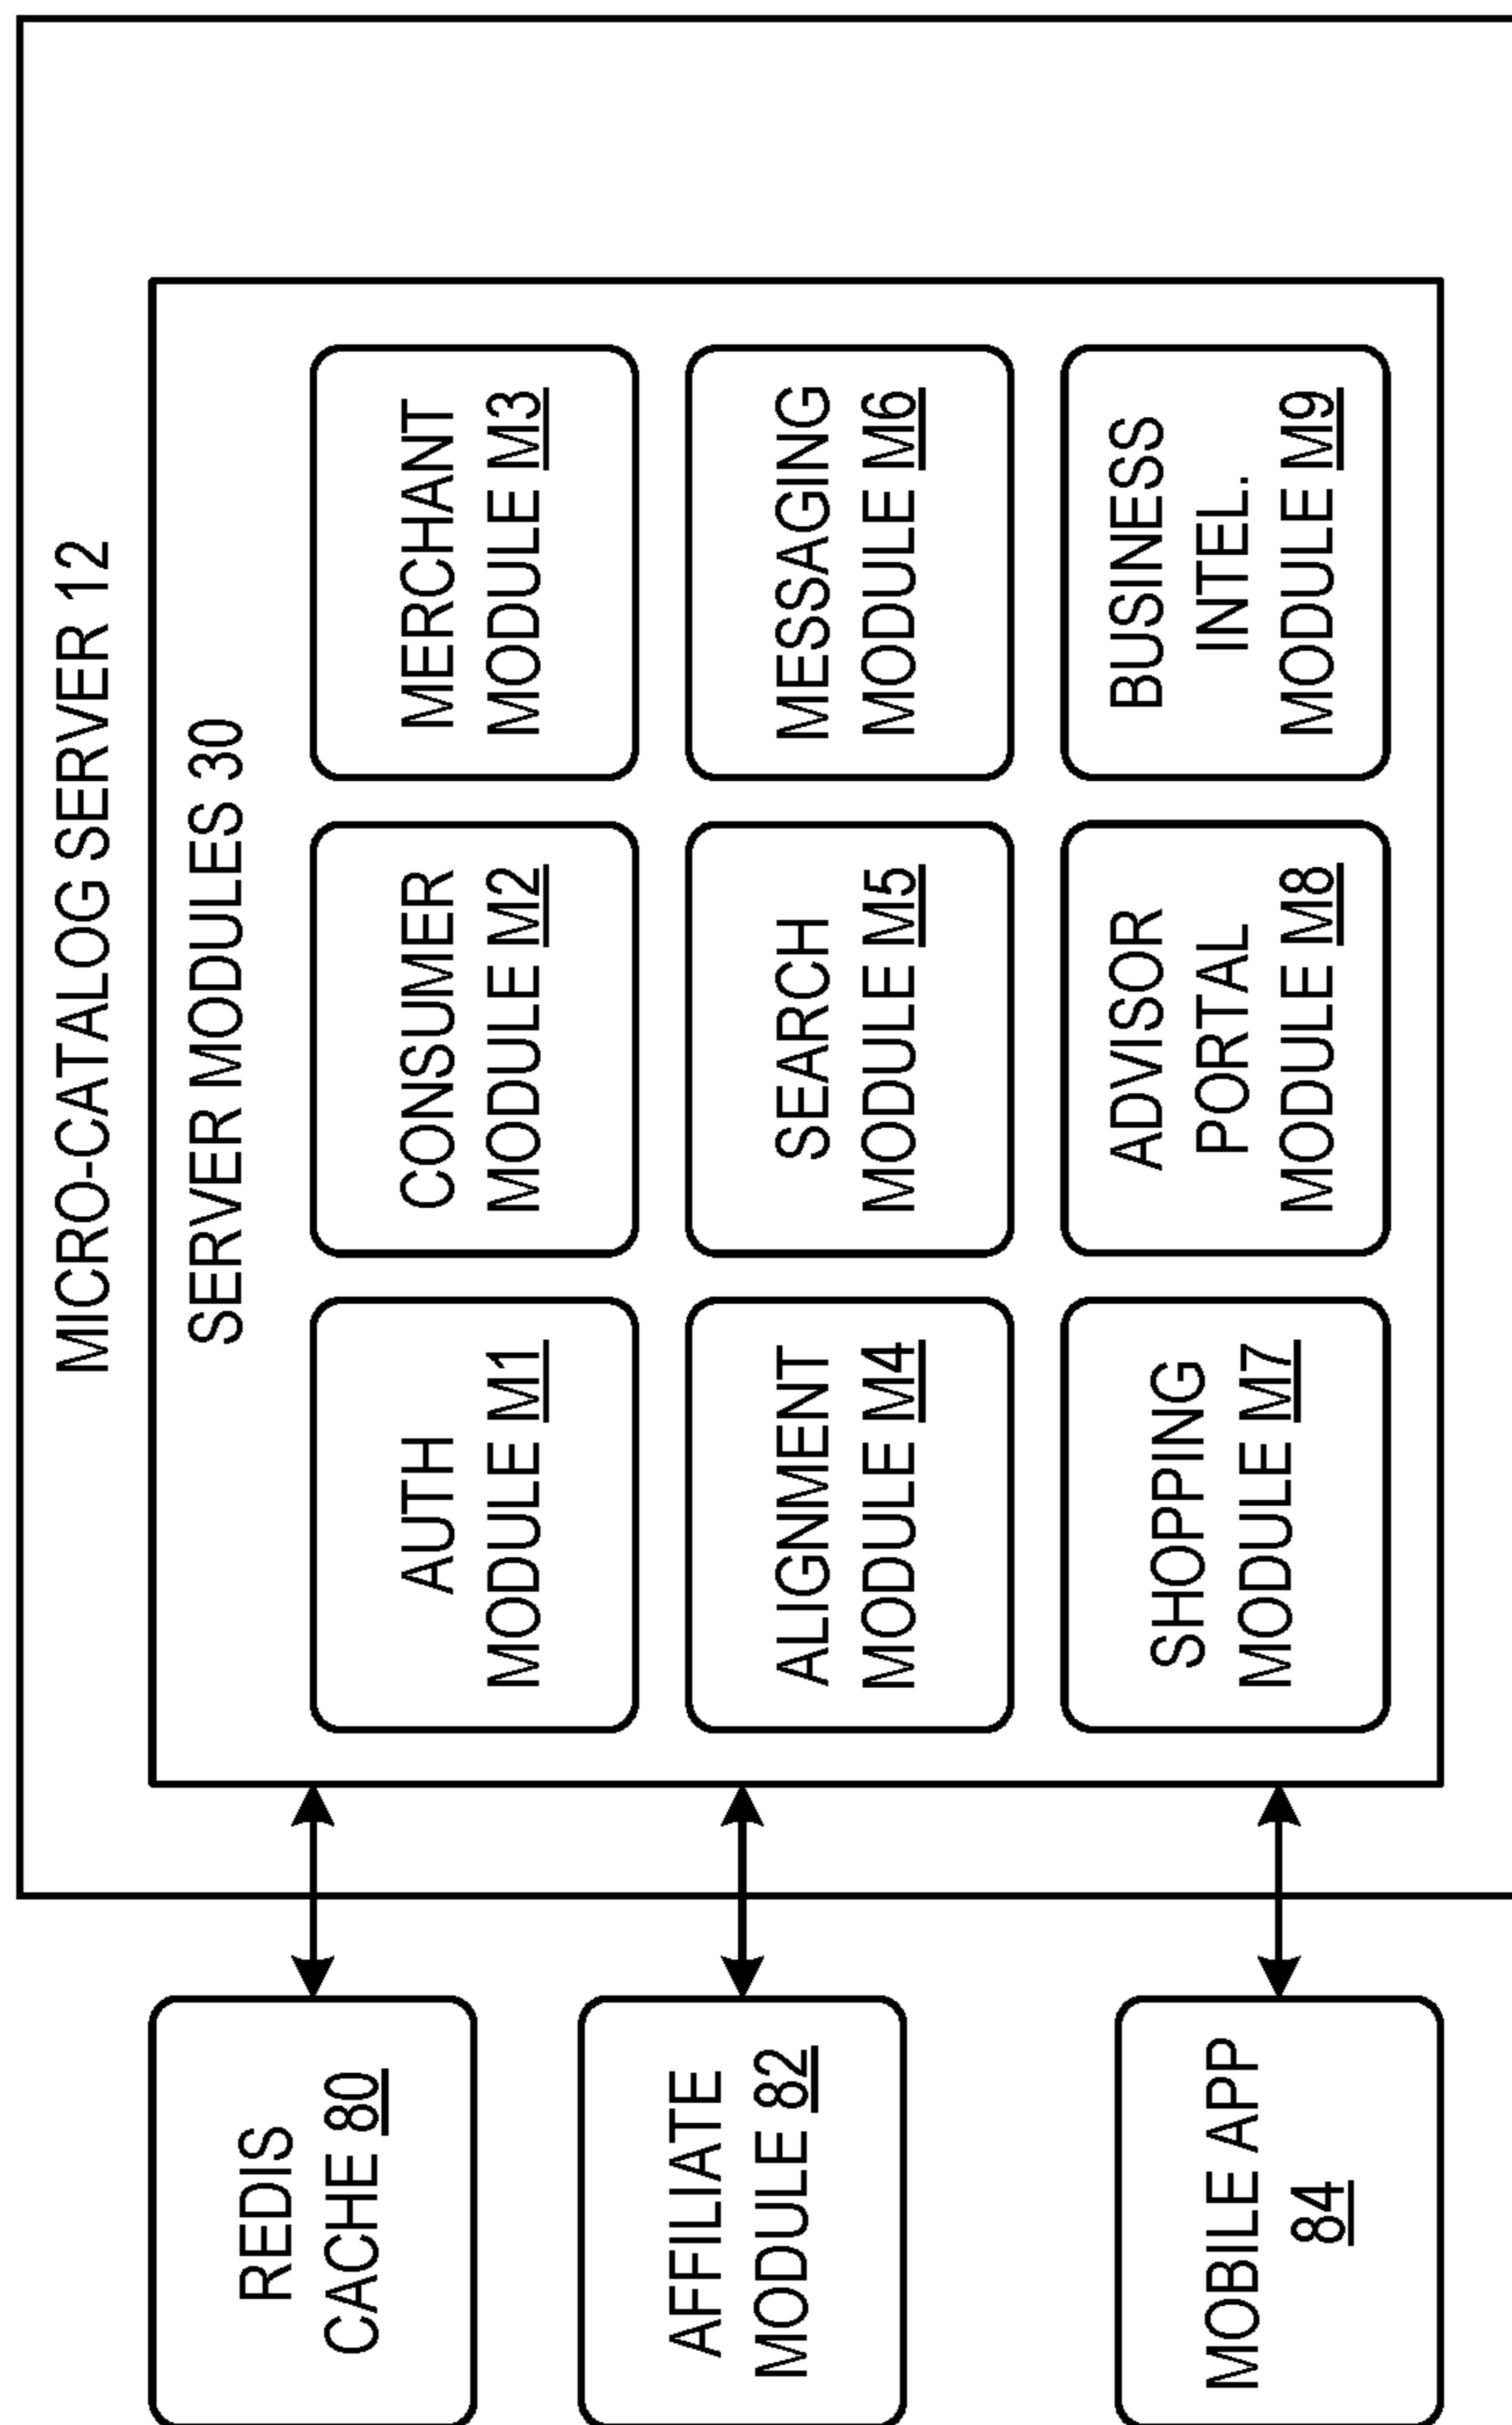 MICRO-CATALOG SERVER 12
SERVER MODULES 30
REDIS
CACHE 80
AUTH
MODULE M1
CONSUMER
MODULE M2
MERCHANT
MODULE M3
AFFILIATE
MODULE 82
ALIGNMENT
MODULE M4
SEARCH
MODULE M5
MESSAGING
MODULE M6
MOBILE APP
84
SHOPPING
MODULE M7
ADVISOR
PORTAL
MODULE M8
BUSINESS
INTEL.
MODULE M9